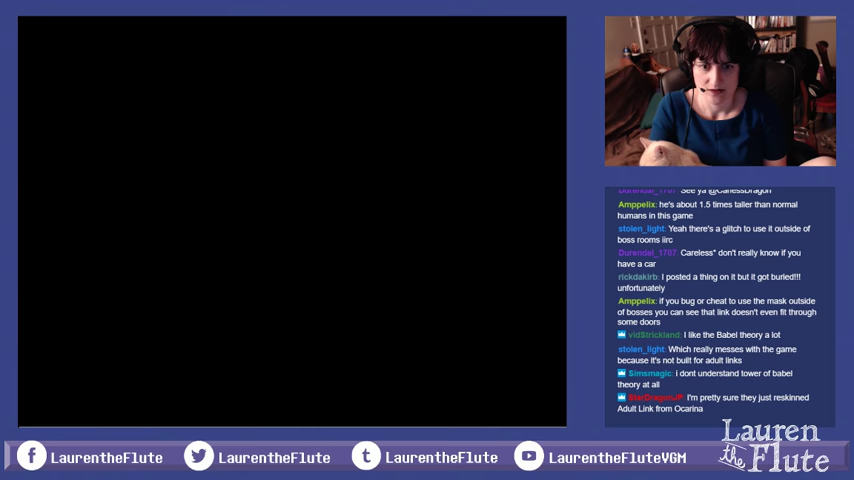 Durendal_1707: See ya @CarlessDragon
Amppelix: he's about 1.5 times taller than normal
humans in this game
stolen_light: Yeah there's a glitch to use it outside of
boss rooms iirc
Durendal_1707: Careless* don't really know if you
have a car
rickdakirb: I posted a thing on it but it got buried!!!
unfortunately
Amppelix: if you bug or cheat to use the mask outside
of bosses you can see that link doesn't even fit through
some doors
vidStrickland: I like the Babel theory a lot
stolen_light: Which really messes with the game
because it's not built for adult links
Simsmagic: i dont understand tower of babel
theory at all
StarDragonJP: I'm pretty sure they just reskinned
Adult Link from Ocarina
Lauren
the Flute
LaurentheFlute
LaurentheFlute
LaurentheFlute
LaurentheFluteVGM